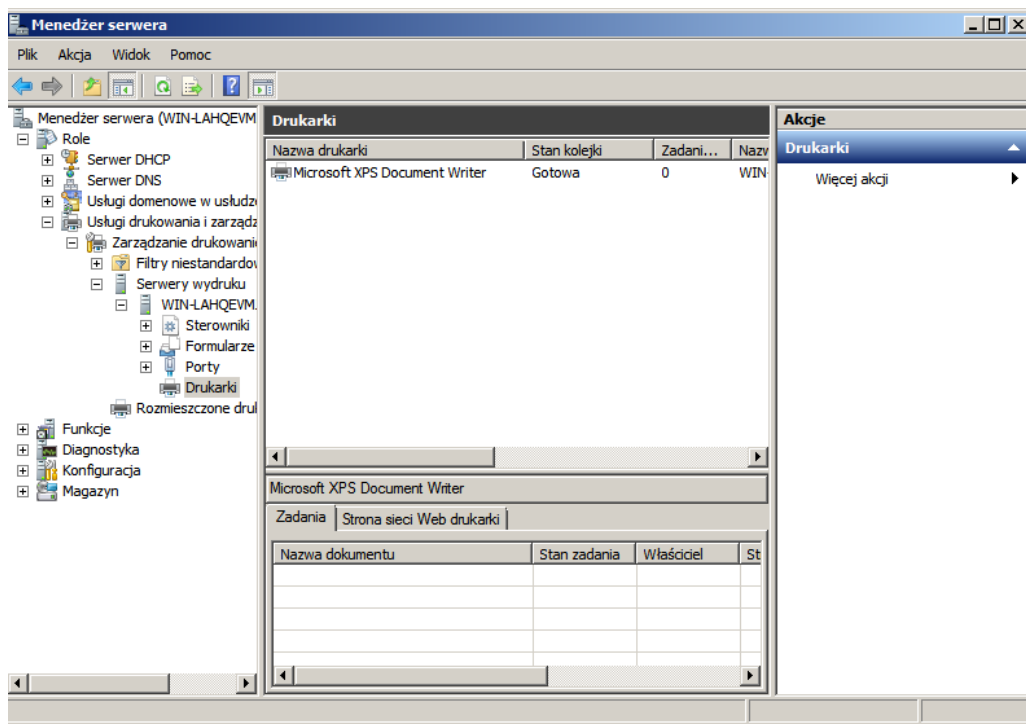 Menedżer serwera
Plik Akcja Widok Pomoc
Menedżer serwera (WIN-LAHQEVM
Role
Serwer DHCP
Serwer DNS
Usługi domenowe w usłudz
Usługi drukowania i zarządz
Zarządzanie drukowani
Filtry niestandardow
Serwery wydruku
WIN-LAHQEVM.
Sterowniki
Formularze
Porty
Drukarki
Rozmieszczone druk
Funkcje
Diagnostyka
Konfiguracja
Magazyn
Drukarki
Nazwa drukarki Stan kolejki Zadani... Nazw
Microsoft XPS Document Writer Gotowa 0 WIN-
Microsoft XPS Document Writer
Zadania Strona sieci Web drukarki
Nazwa dokumentu Stan zadania Właściciel St
Akcje
Drukarki
Więcej akcji